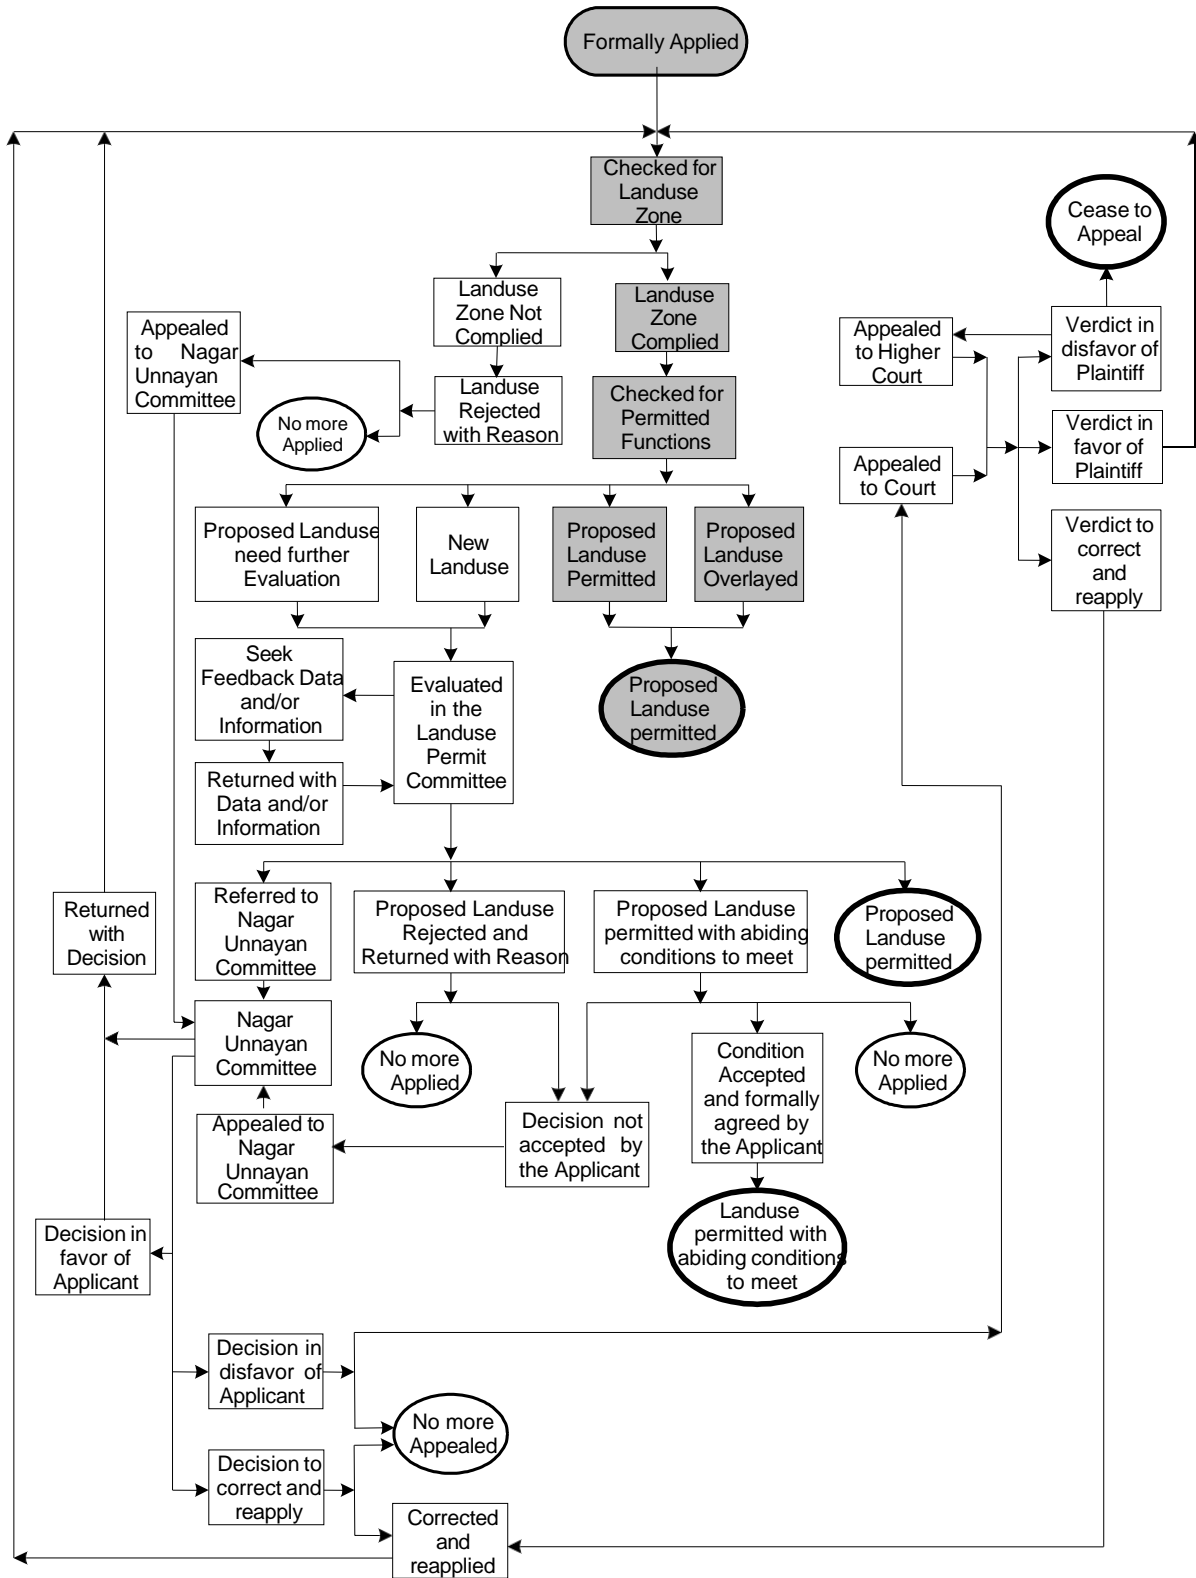 Formally Applied
Checked for
Landuse
Zone
Cease to
Appeal
Landuse
Zone Not
Complied
Landuse
Zone
Complied
Appealed
to Nagar
Unnayan
Committee
Appealed
to Higher
Court
Verdict in
disfavor of
Plaintiff
Landuse
Rejected
with Reason
Checked for
Permitted
Functions
No more
Applied
Verdict in
favor of
Plaintiff
Appealed
to Court
Proposed Landuse
need further
Evaluation
New
Landuse
Proposed
Landuse
Permitted
Proposed
Landuse
Overlayed
Verdict to
correct
and
reapply
Seek
Feedback Data
and/or
Information
Evaluated
in the
Landuse
Permit
Committee
Proposed
Landuse
permitted
Returned with
Data and/or
Information
Returned
with
Decision
Referred to
Nagar
Unnayan
Committee
Proposed Landuse
Rejected and
Returned with Reason
Proposed Landuse
permitted with abiding
conditions to meet
Proposed
Landuse
permitted
Nagar
Unnayan
Committee
No more
Applied
Condition
Accepted
and formally
agreed by
the Applicant
No more
Applied
Appealed to
Nagar
Unnayan
Committee
Decision not
accepted by
the Applicant
Decision in
favor of
Applicant
Landuse
permitted with
abiding conditions
to meet
Decision in
disfavor of
Applicant
No more
Appealed
Decision to
correct and
reapply
Corrected
and
reapplied